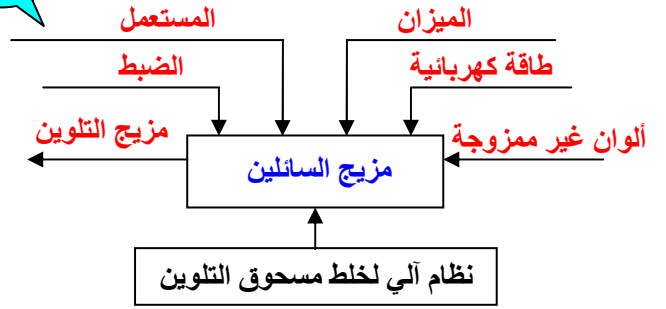 الميزان
المستعمل
طاقة كهربائية
الضبط
ألوان غير ممزوجة
مزيج التلوين
مزيج السائلين
نظام آلي لخلط مسحوق التلوين